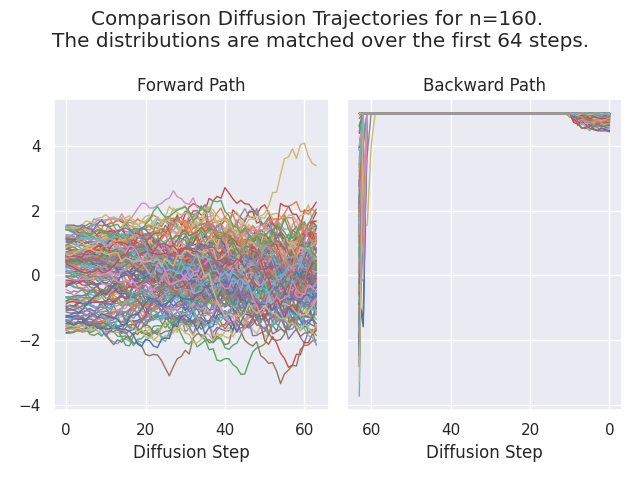 Comparison Diffusion Trajectories for n=160.
The distributions are matched over the first 64 steps.
Forward Path
Backward Path
4
2
0
−2
−4
0 20 40 60
60 40 20 0
Diffusion Step
Diffusion Step